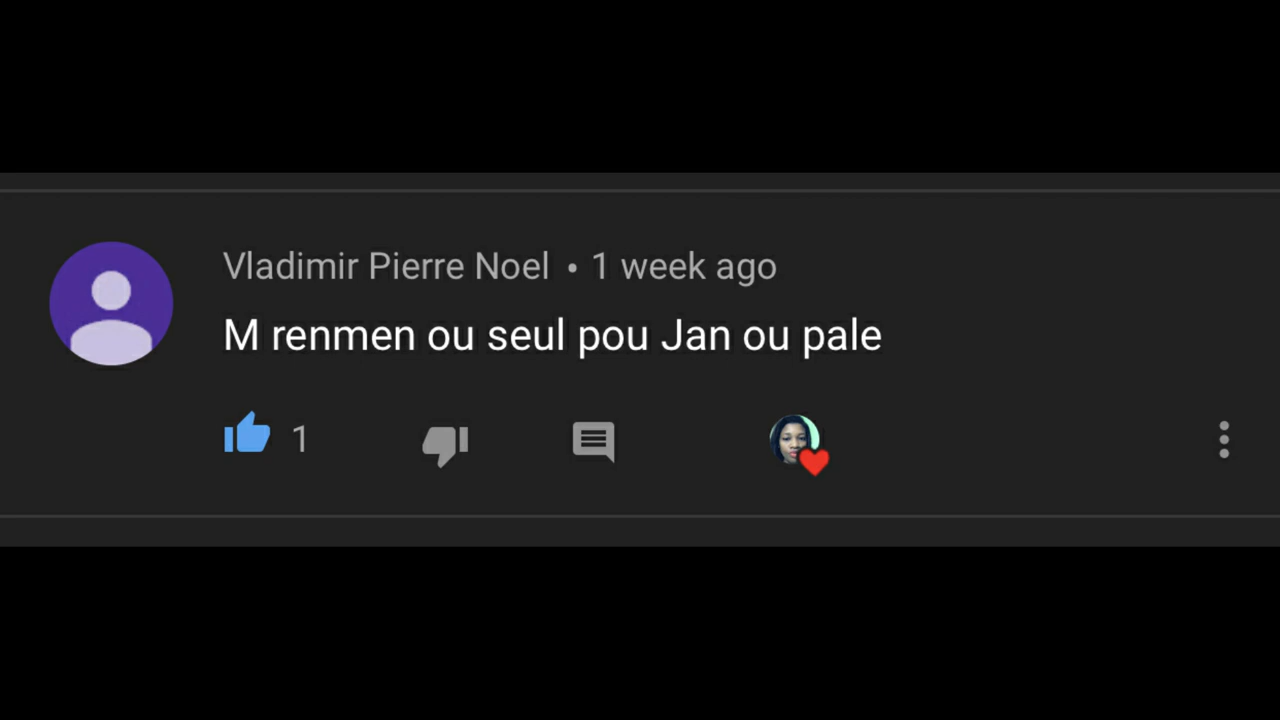 Vladimir Pierre Noel • 1 week ago
M renmen ou seul pou Jan ou pale
1